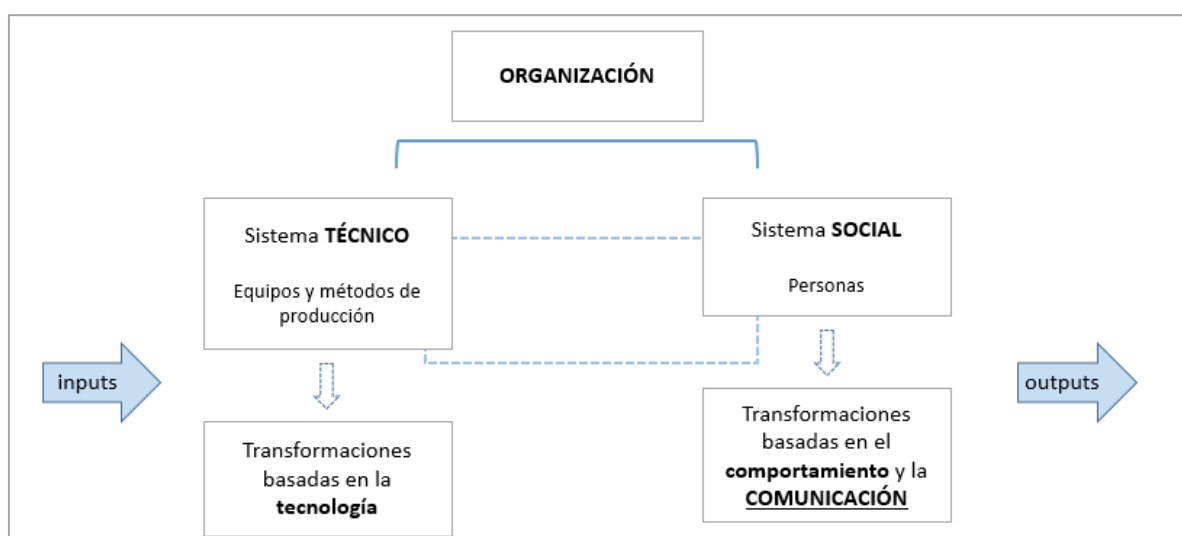 ORGANIZACIÓN
Sistema TÉCNICO
Equipos y métodos de
producción
Sistema SOCIAL
Personas
inputs
outputs
Transformaciones
basadas en la
tecnología
Transformaciones
basadas en el
comportamiento y la
COMUNICACIÓN